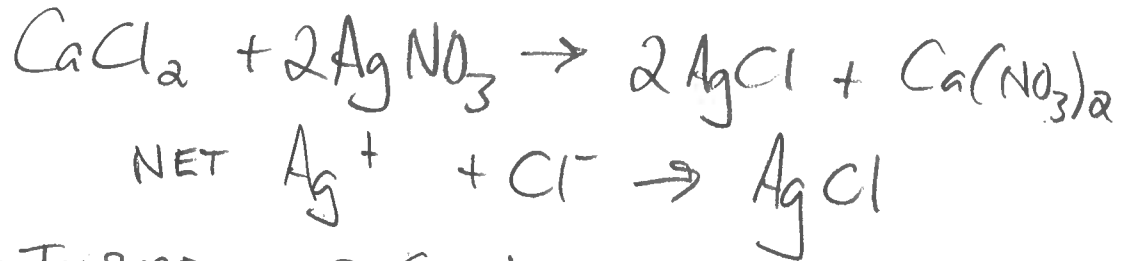 CaCl₂ + 2AgNO₃ → 2AgCl + Ca(NO₃)₂
NET Ag⁺ + Cl⁻ → AgCl